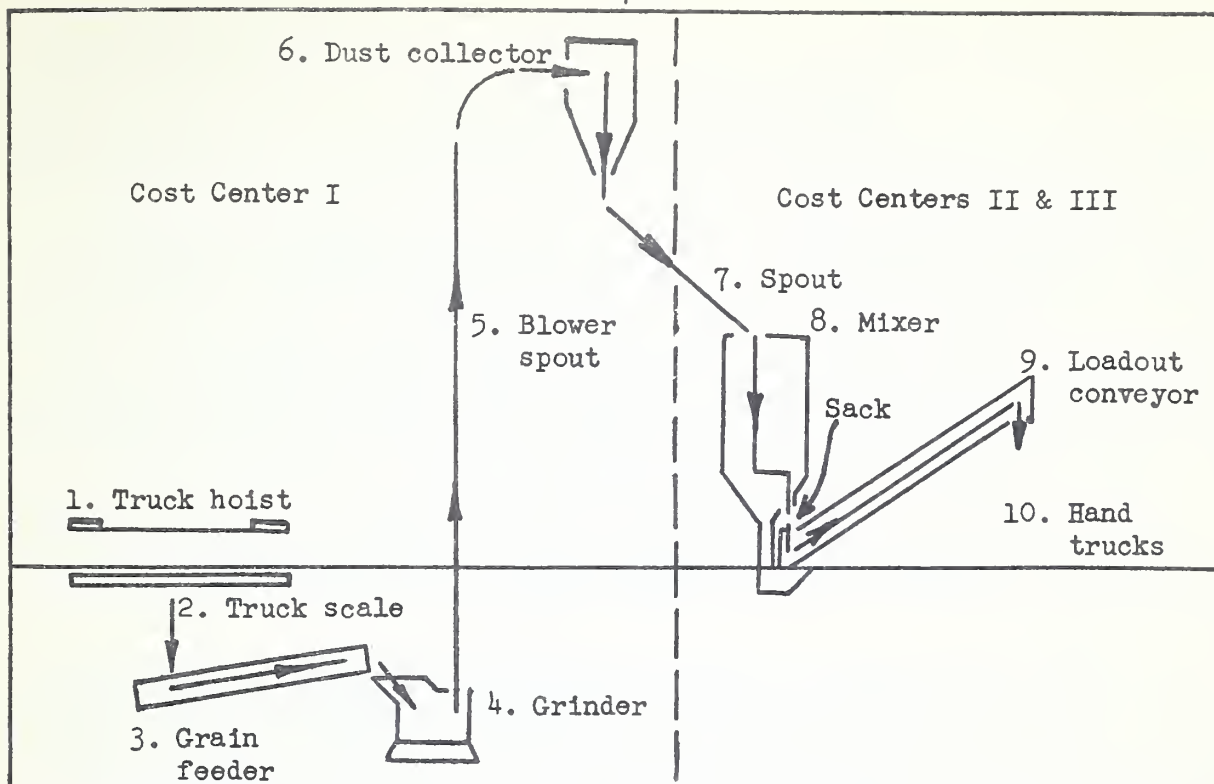 6. Dust collector
Cost Center I
Cost Centers II & III
7. Spout
8. Mixer
5. Blower
spout
9. Loadout
conveyor
Sack
1. Truck hoist
10. Hand
trucks
2. Truck scale
4. Grinder
3. Grain
feeder